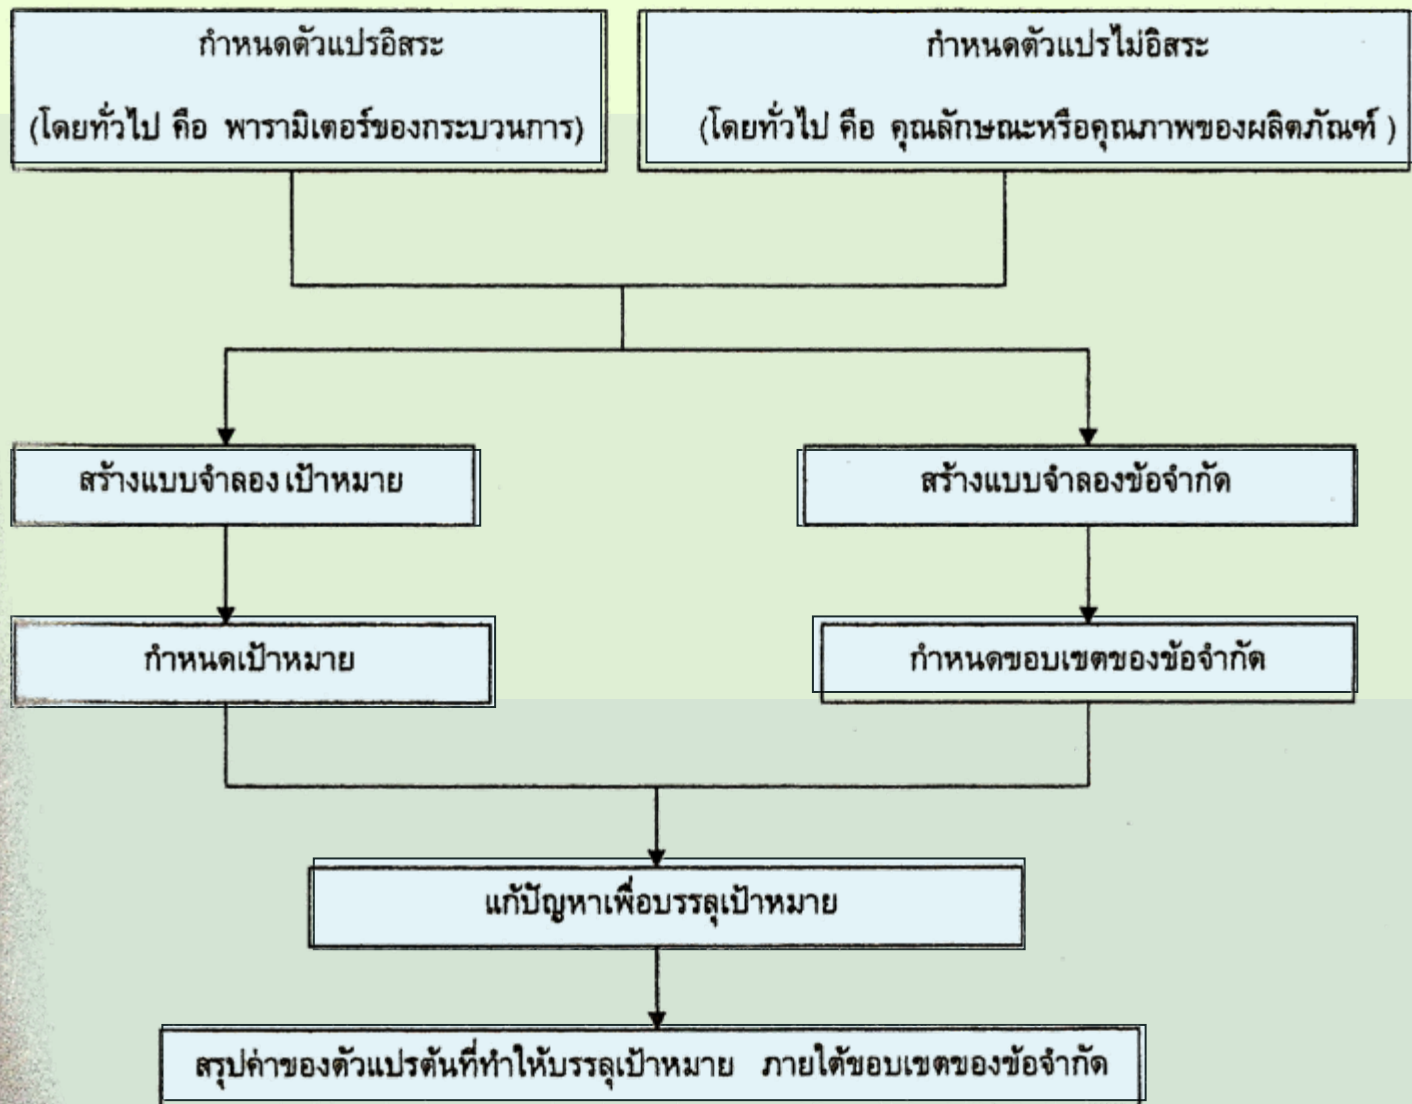 กำหนดตัวแปรอิสระ
(โดยทั่วไป คือ พารามิเตอร์ของกระบวนการ)
กำหนดตัวแปรไม่อิสระ
(โดยทั่วไป คือ คุณลักษณะหรือคุณภาพของผลิตภัณฑ์ )
สร้างแบบจำลอง เป้าหมาย
สร้างแบบจำลองข้อจำกัด
กำหนดเป้าหมาย
กำหนดขอบเขตของข้อจำกัด
แก้ปัญหาเพื่อบรรลุเป้าหมาย
สรุปค่าของตัวแปรต้นที่ทำให้บรรลุเป้าหมาย ภายใต้ขอบเขตของข้อจำกัด